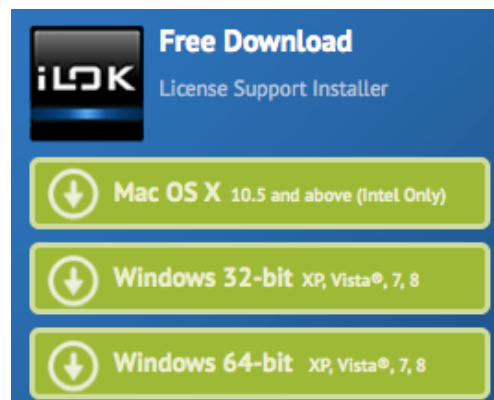 iLOK
Free Download
License Support Installer
Mac OS X 10.5 and above (Intel Only)
Windows 32-bit XP, Vista®, 7, 8
Windows 64-bit XP, Vista®, 7, 8